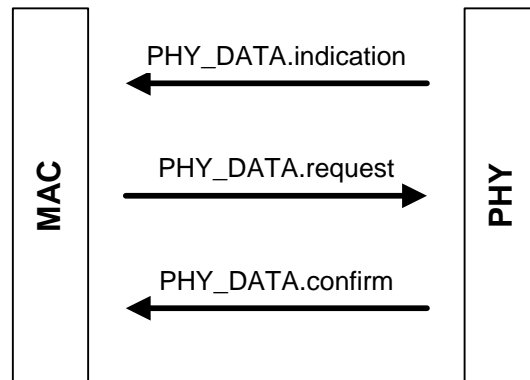 PHY_DATA.indication
PHY_DATA.request
PHY_DATA.confirm
MAC
PHY